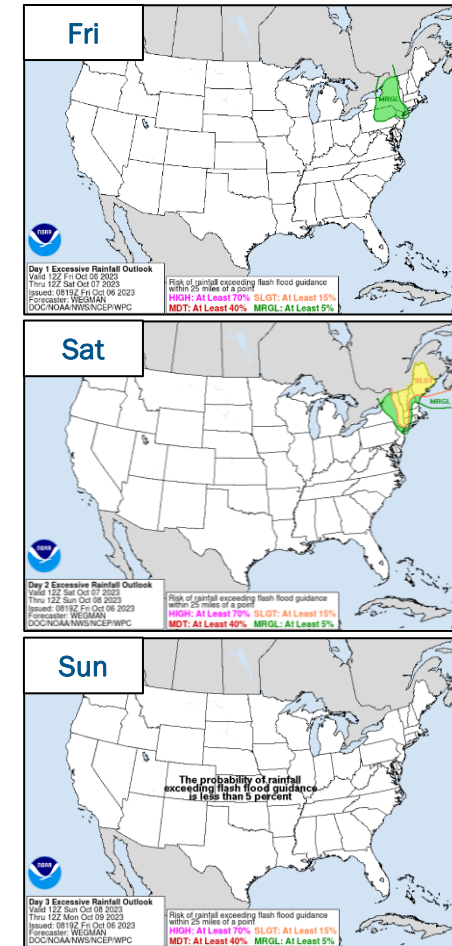 Fri
MRGL
NOAA
Day 1 Excessive Rainfall Outlook
Valid 12Z Fri Oct 06 2023
Thru 12Z Sat Oct 07 2023
Issued: 0819Z Fri Oct 06 2023
Forecaster: WEGMAN
DOC/NOAA/NWS/NCEP/WPC
Risk of rainfall exceeding flash flood guidance
within 25 miles of a point
HIGH: At Least 70% SLGT: At Least 15%
MDT: At Least 40% MRGL: At Least 5%
Sat
SLGT
MRGL
NOAA
Day 2 Excessive Rainfall Outlook
Valid 12Z Sat Oct 07 2023
Thru 12Z Sun Oct 08 2023
Issued: 0819Z Fri Oct 06 2023
Forecaster: WEGMAN
DOC/NOAA/NWS/NCEP/WPC
Risk of rainfall exceeding flash flood guidance
within 25 miles of a point
HIGH: At Least 70% SLGT: At Least 15%
MDT: At Least 40% MRGL: At Least 5%
Sun
The probability of rainfall
exceeding flash flood guidance
is less than 5 percent
NOAA
Day 3 Excessive Rainfall Outlook
Valid 12Z Sun Oct 08 2023
Thru 12Z Mon Oct 09 2023
Issued: 0819Z Fri Oct 06 2023
Forecaster: WEGMAN
DOC/NOAA/NWS/NCEP/WPC
Risk of rainfall exceeding flash flood guidance
within 25 miles of a point
HIGH: At Least 70% SLGT: At Least 15%
MDT: At Least 40% MRGL: At Least 5%